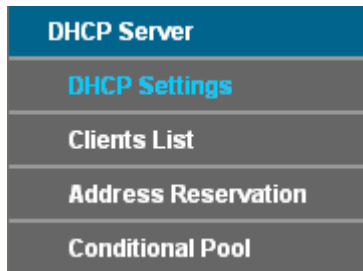 DHCP Server
DHCP Settings
Clients List
Address Reservation
Conditional Pool